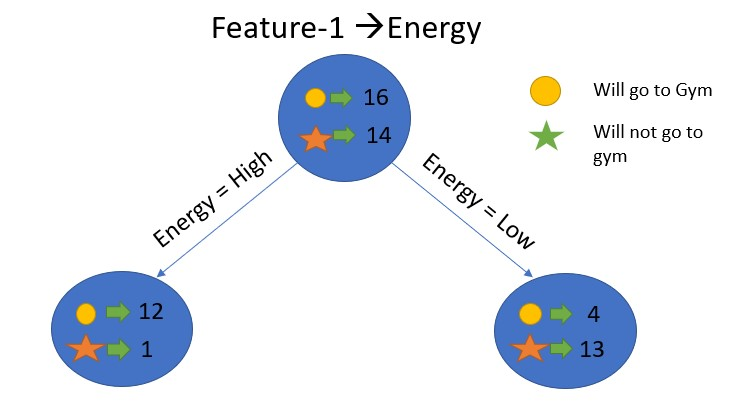 Feature-1 →Energy
16
14
Will go to Gym
Will not go to
gym
Energy = High
Energy = Low
12
1
4
13